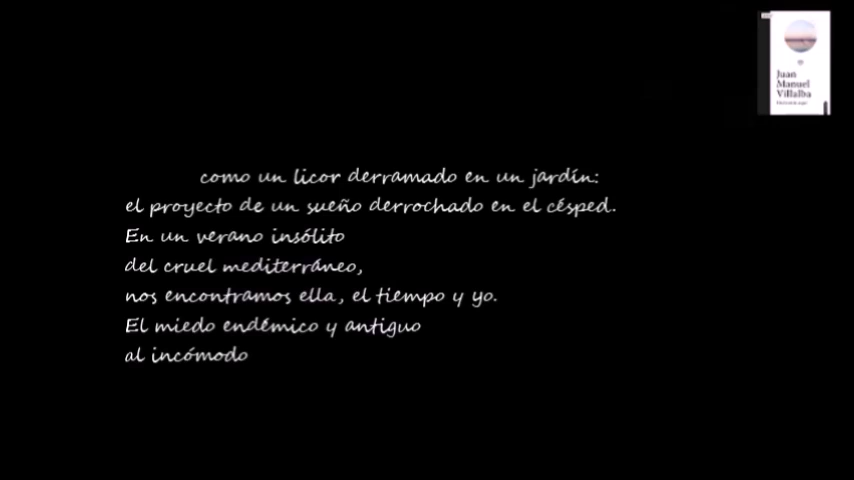 Juan
Manuel
Villalba
como un licor derramado en un jardín:
el proyecto de un sueño derrochado en el césped.
En un verano insólito
del cruel mediterráneo,
nos encontramos ella, el tiempo y yo.
El miedo endémico y antiguo
al incómodo